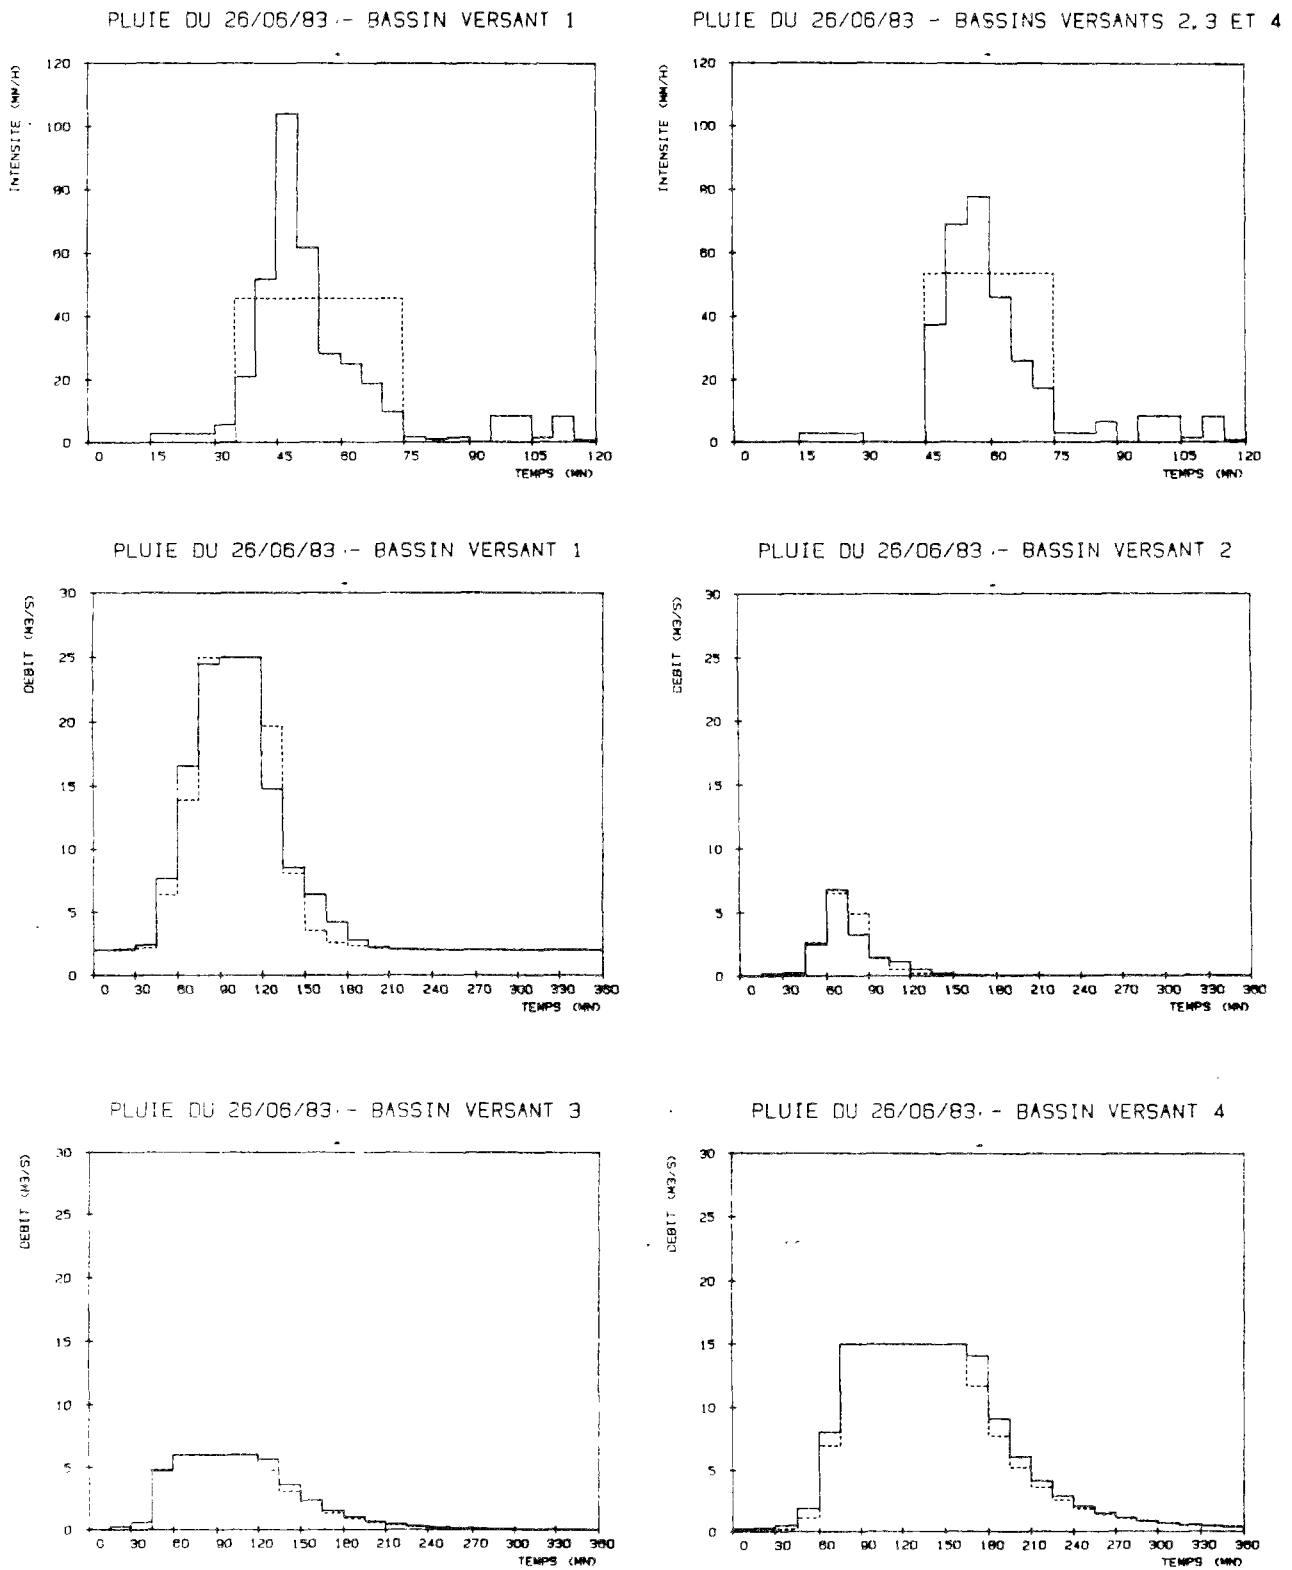 PLUIE DU 26/06/83 - BASSIN VERSANT 1
INTENSITE (MM/H)
120
100
80
60
40
20
0
0 15 30 45 60 75 90 105 120
TEMPS (MN)
PLUIE DU 26/06/83 - BASSINS VERSANTS 2, 3 ET 4
INTENSITE (MM/H)
120
100
80
60
40
20
0
0 15 30 45 60 75 90 105 120
TEMPS (MN)
PLUIE DU 26/06/83 - BASSIN VERSANT 1
DEBIT (M3/S)
30
25
20
15
10
5
0
0 30 60 90 120 150 180 210 240 270 300 330 360
TEMPS (MN)
PLUIE DU 26/06/83 - BASSIN VERSANT 2
DEBIT (M3/S)
30
25
20
15
10
5
0
0 30 60 90 120 150 180 210 240 270 300 330 360
TEMPS (MN)
PLUIE DU 26/06/83 - BASSIN VERSANT 3
DEBIT (M3/S)
30
25
20
15
10
5
0
0 30 60 90 120 150 180 210 240 270 300 330 360
TEMPS (MN)
PLUIE DU 26/06/83 - BASSIN VERSANT 4
DEBIT (M3/S)
30
25
20
15
10
5
0
0 30 60 90 120 150 180 210 240 270 300 330 360
TEMPS (MN)